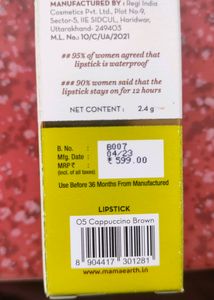 MANUFACTURED BY : Regi India
Cosmetics Pvt. Ltd., Plot No.9,
Sector-5, IIE SIDCUL, Haridwar,
Uttarakhand- 249403
M.L. No.: 10/C/UA/2021
## 95% of women agreed that
lipstick is waterproof
### 90% women said that the
lipstick stays on for 12 hours
NET CONTENT : 2.4 g
B. No. : B007
Mfg. Date : 04/23
MRP ₹ : ₹ 599.00
(incl. of all taxes)
Use Before 36 Months From Manufactured
LIPSTICK
05 Cappuccino Brown
8 904417 301281
www.mamaearth.in